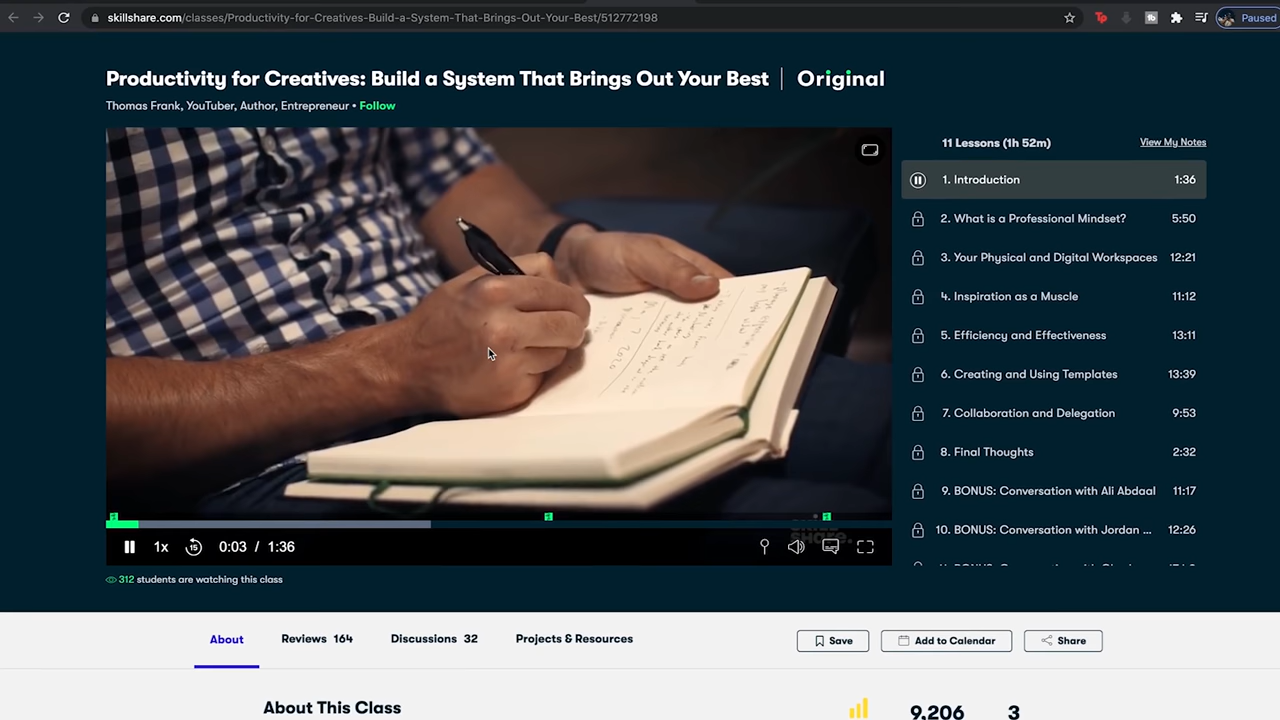 skillshare.com/classes/Productivity-for-Creatives-Build-a-System-That-Brings-Out-Your-Best/512772198
Paused
Productivity for Creatives: Build a System That Brings Out Your Best | Original
Thomas Frank, YouTuber, Author, Entrepreneur • Follow
11 Lessons (1h 52m)
View My Notes
1. Introduction 1:36
2. What is a Professional Mindset? 5:50
3. Your Physical and Digital Workspaces 12:21
4. Inspiration as a Muscle 11:12
5. Efficiency and Effectiveness 13:11
6. Creating and Using Templates 13:39
7. Collaboration and Delegation 9:53
8. Final Thoughts 2:32
9. BONUS: Conversation with Ali Abdaal 11:17
10. BONUS: Conversation with Jordan ... 12:26
2020
SKILL
share.
1x 15 0:03 / 1:36
312 students are watching this class
About
Reviews 164
Discussions 32
Projects & Resources
Save
Add to Calendar
Share
About This Class
9,206
3